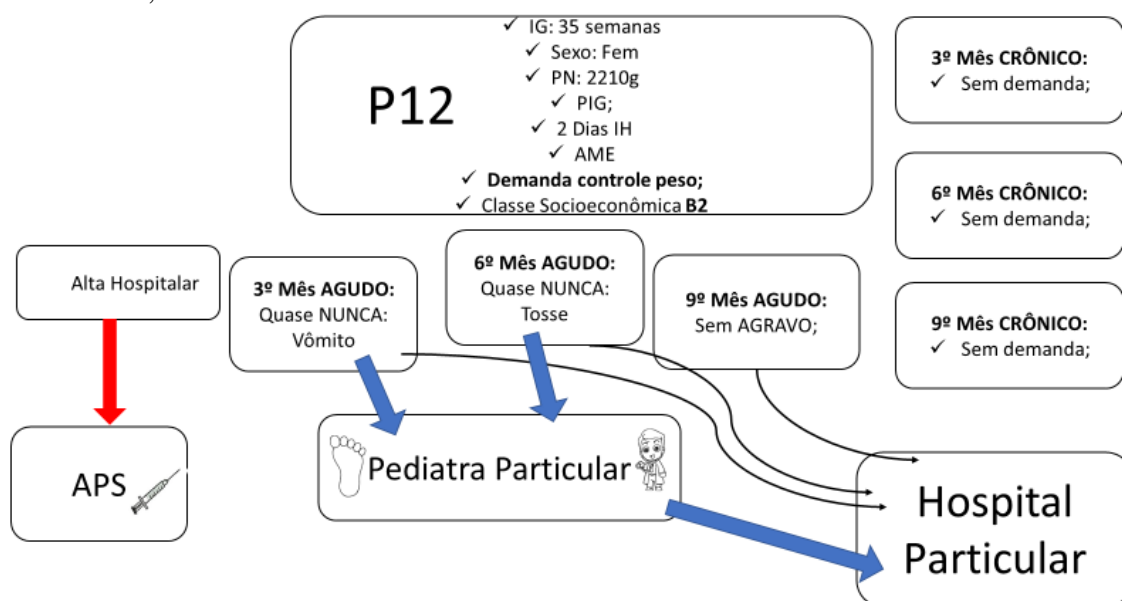 ✓ IG: 35 semanas
✓ Sexo: Fem
✓ PN: 2210g
✓ PIG;
✓ 2 Dias IH
✓ AME
✓ Demanda controle peso;
✓ Classe Socioeconômica B2
P12
3º Mês CRÔNICO:
✓ Sem demanda;
6º Mês CRÔNICO:
✓ Sem demanda;
9º Mês CRÔNICO:
✓ Sem demanda;
Alta Hospitalar
3º Mês AGUDO:
Quase NUNCA:
Vômito
6º Mês AGUDO:
Quase NUNCA:
Tosse
9º Mês AGUDO:
Sem AGRAVO;
APS
Pediatra Particular
Hospital
Particular